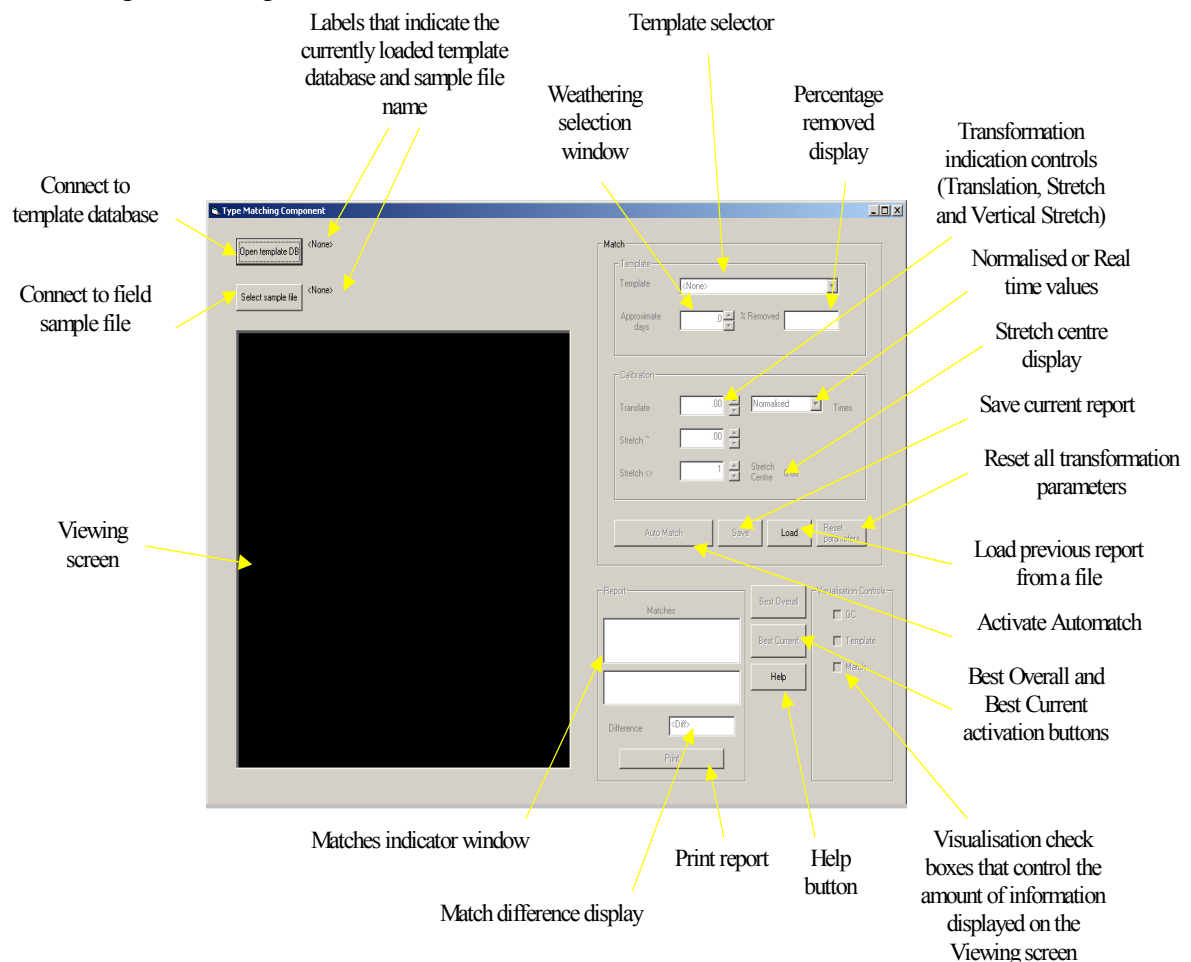 Labels that indicate the
currently loaded template
database and sample file
name
Template selector
Weathering
selection
window
Percentage
removed
display
Transformation
indication controls
(Translation, Stretch
and Vertical Stretch)
Connect to
template database
Normalised or Real
time values
Connect to field
sample file
Stretch centre
display
Save current report
Reset all transformation
parameters
Viewing
screen
Load previous report
from a file
Activate Automatch
Best Overall and
Best Current
activation buttons
Matches indicator window
Print report
Help
button
Match difference display
Visualisation check
boxes that control the
amount of information
displayed on the
Viewing screen
Type Matching Component
Open template DB
<None>
Select sample file
<None>
Match
Template
Template
<None>
Approximate
days
.0
% Removed
Calibration
Translate
.00
Normalised
Times
Stretch ^
.00
Stretch <>
1
Stretch
Centre
0.00
Auto Match
Save
Load
Reset
parameters
Report
Matches
Difference
<Diff>
Print
Best Overall
Best Current
Help
Visualisation Controls
GC
Template
Match